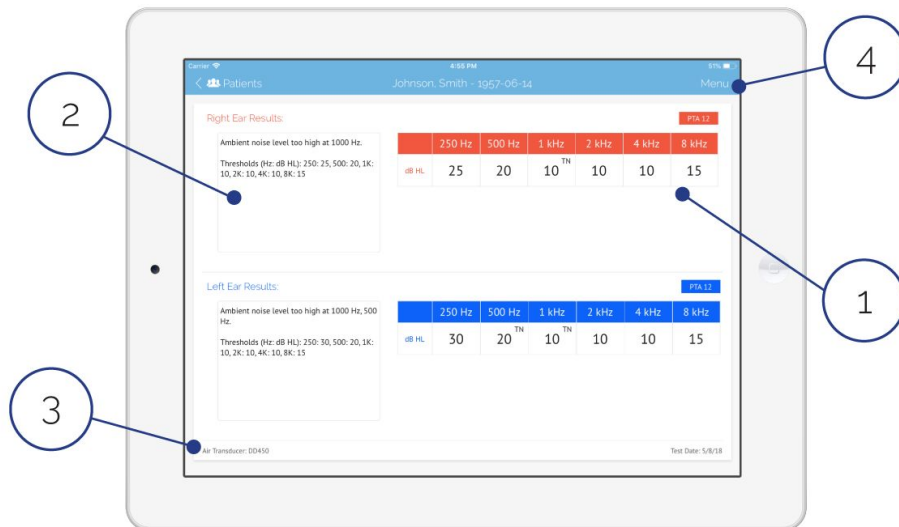 Carrier 4:55 PM 51%
Patients Johnson, Smith - 1957-06-14 Menu
4
2
Right Ear Results: PTA 12
Ambient noise level too high at 1000 Hz.
Thresholds (Hz: dB HL): 250: 25, 500: 20, 1K:
10, 2K: 10, 4K: 10, 8K: 15
250 Hz 500 Hz 1 kHz 2 kHz 4 kHz 8 kHz
dB HL 25 20 10 TN 10 10 15
1
Left Ear Results: PTA 12
Ambient noise level too high at 1000 Hz, 500
Hz.
Thresholds (Hz: dB HL): 250: 30, 500: 20, 1K:
10, 2K: 10, 4K: 10, 8K: 15
250 Hz 500 Hz 1 kHz 2 kHz 4 kHz 8 kHz
dB HL 30 20 TN 10 TN 10 10 15
3
Air Transducer: DD450 Test Date: 5/8/18